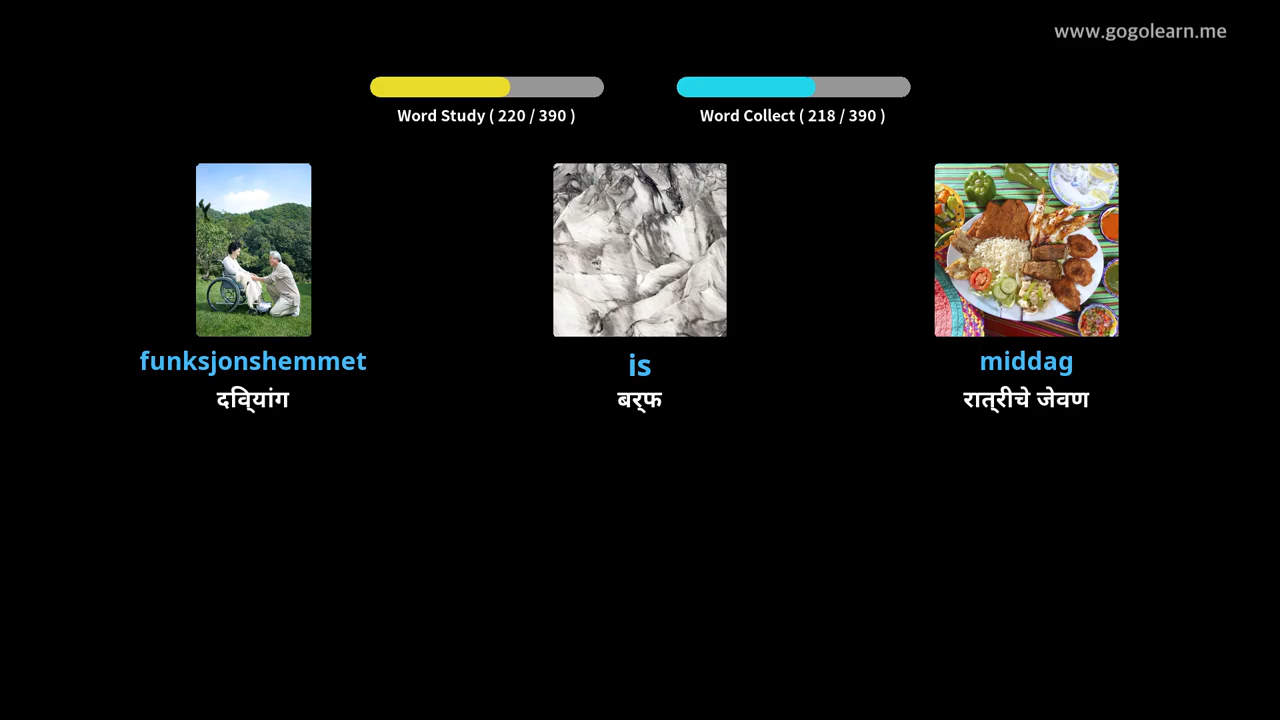 www.gogolearn.me
Word Study ( 220 / 390 )
Word Collect ( 218 / 390 )
funksjonshemmet
is
middag
दिव्यांग
बर्फ
रात्रीचे जेवण